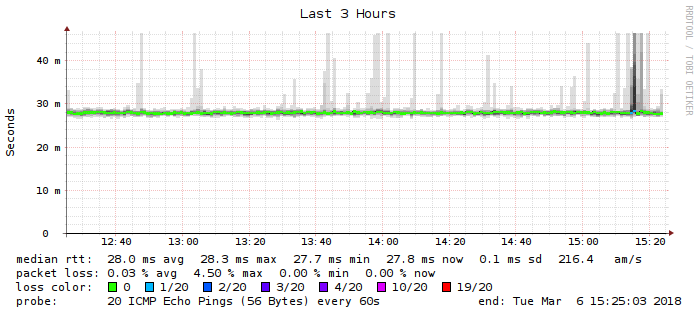 Last 3 Hours
RRDTOOL / TOBI OETIKER
Seconds
40 m
30 m
20 m
10 m
0
12:40 13:00 13:20 13:40 14:00 14:20 14:40 15:00 15:20
median rtt: 28.0 ms avg 28.3 ms max 27.7 ms min 27.8 ms now 0.1 ms sd 216.4 am/s
packet loss: 0.03 % avg 4.50 % max 0.00 % min 0.00 % now
loss color: 0 1/20 2/20 3/20 4/20 10/20 19/20
probe: 20 ICMP Echo Pings (56 Bytes) every 60s end: Tue Mar 6 15:25:03 2018